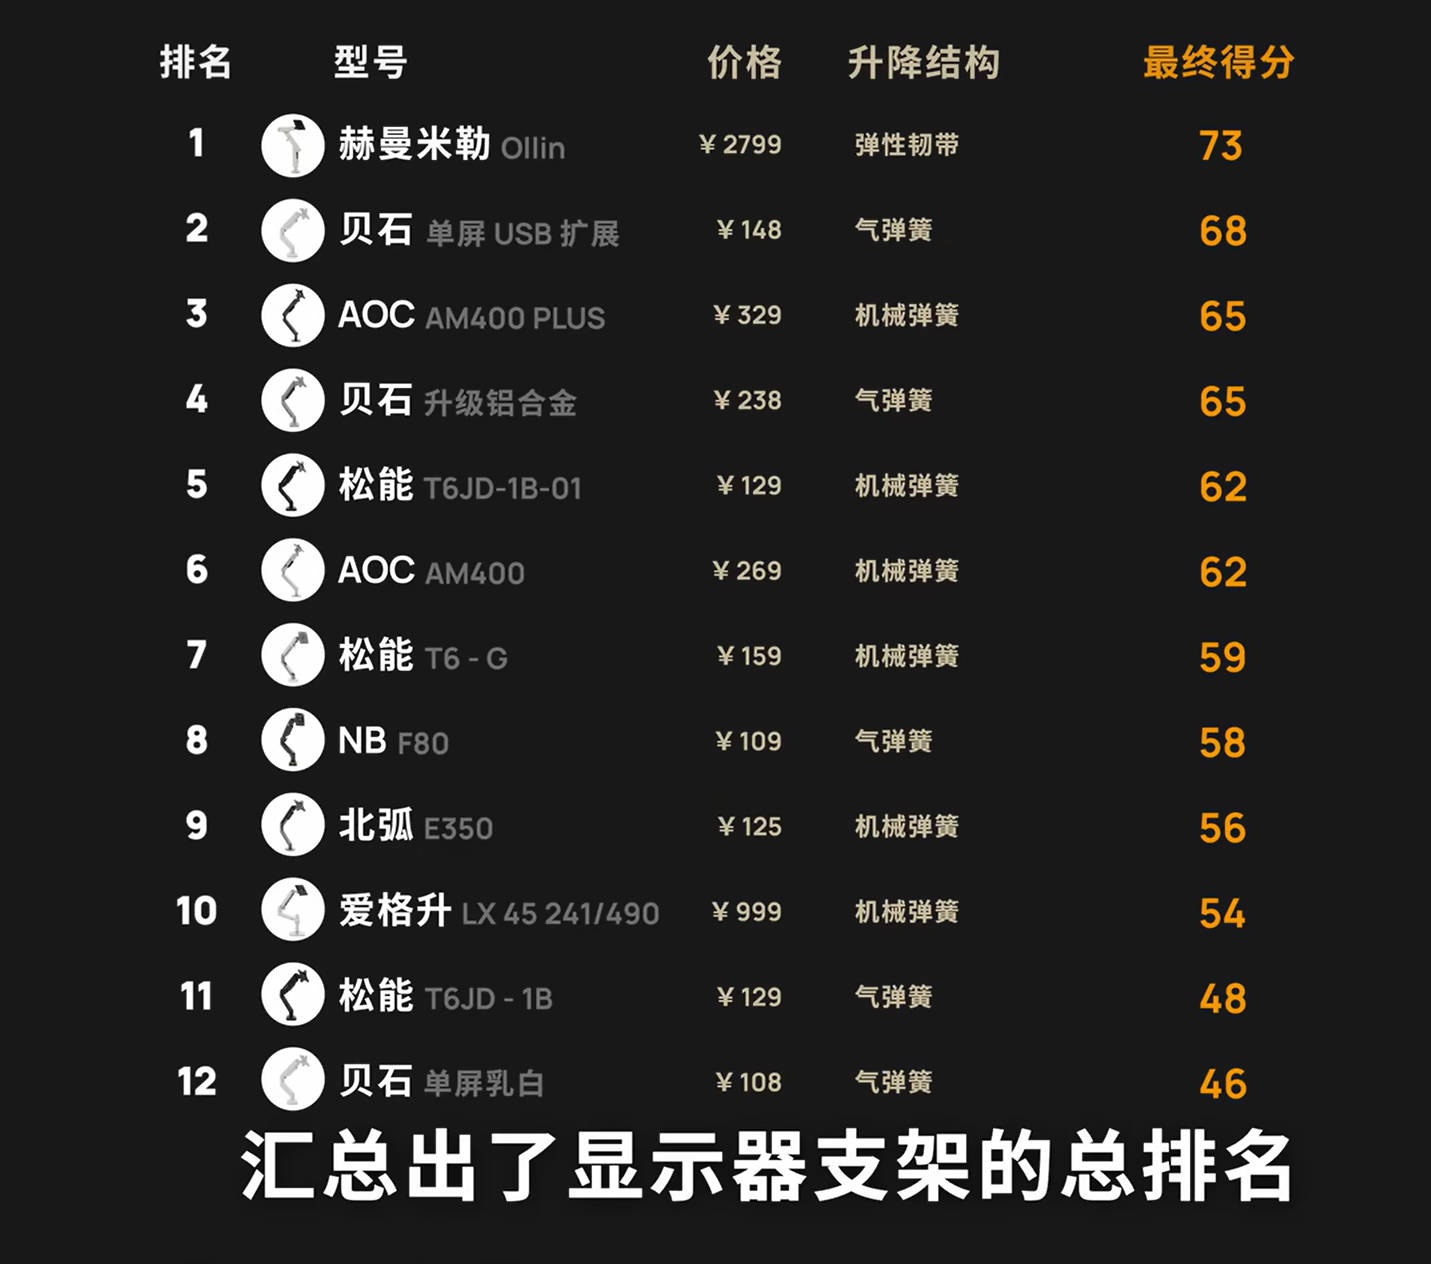 排名 型号 价格 升降结构 最终得分
1 赫曼米勒 Ollin ¥ 2799 弹性韧带 73
2 贝石 单屏 USB 扩展 ¥ 148 气弹簧 68
3 AOC AM400 PLUS ¥ 329 机械弹簧 65
4 贝石 升级铝合金 ¥ 238 气弹簧 65
5 松能 T6JD-1B-01 ¥ 129 机械弹簧 62
6 AOC AM400 ¥ 269 机械弹簧 62
7 松能 T6 - G ¥ 159 机械弹簧 59
8 NB F80 ¥ 109 气弹簧 58
9 北弧 E350 ¥ 125 机械弹簧 56
10 爱格升 LX 45 241/490 ¥ 999 机械弹簧 54
11 松能 T6JD - 1B ¥ 129 气弹簧 48
12 贝石 单屏乳白 ¥ 108 气弹簧 46
汇总出了显示器支架的总排名